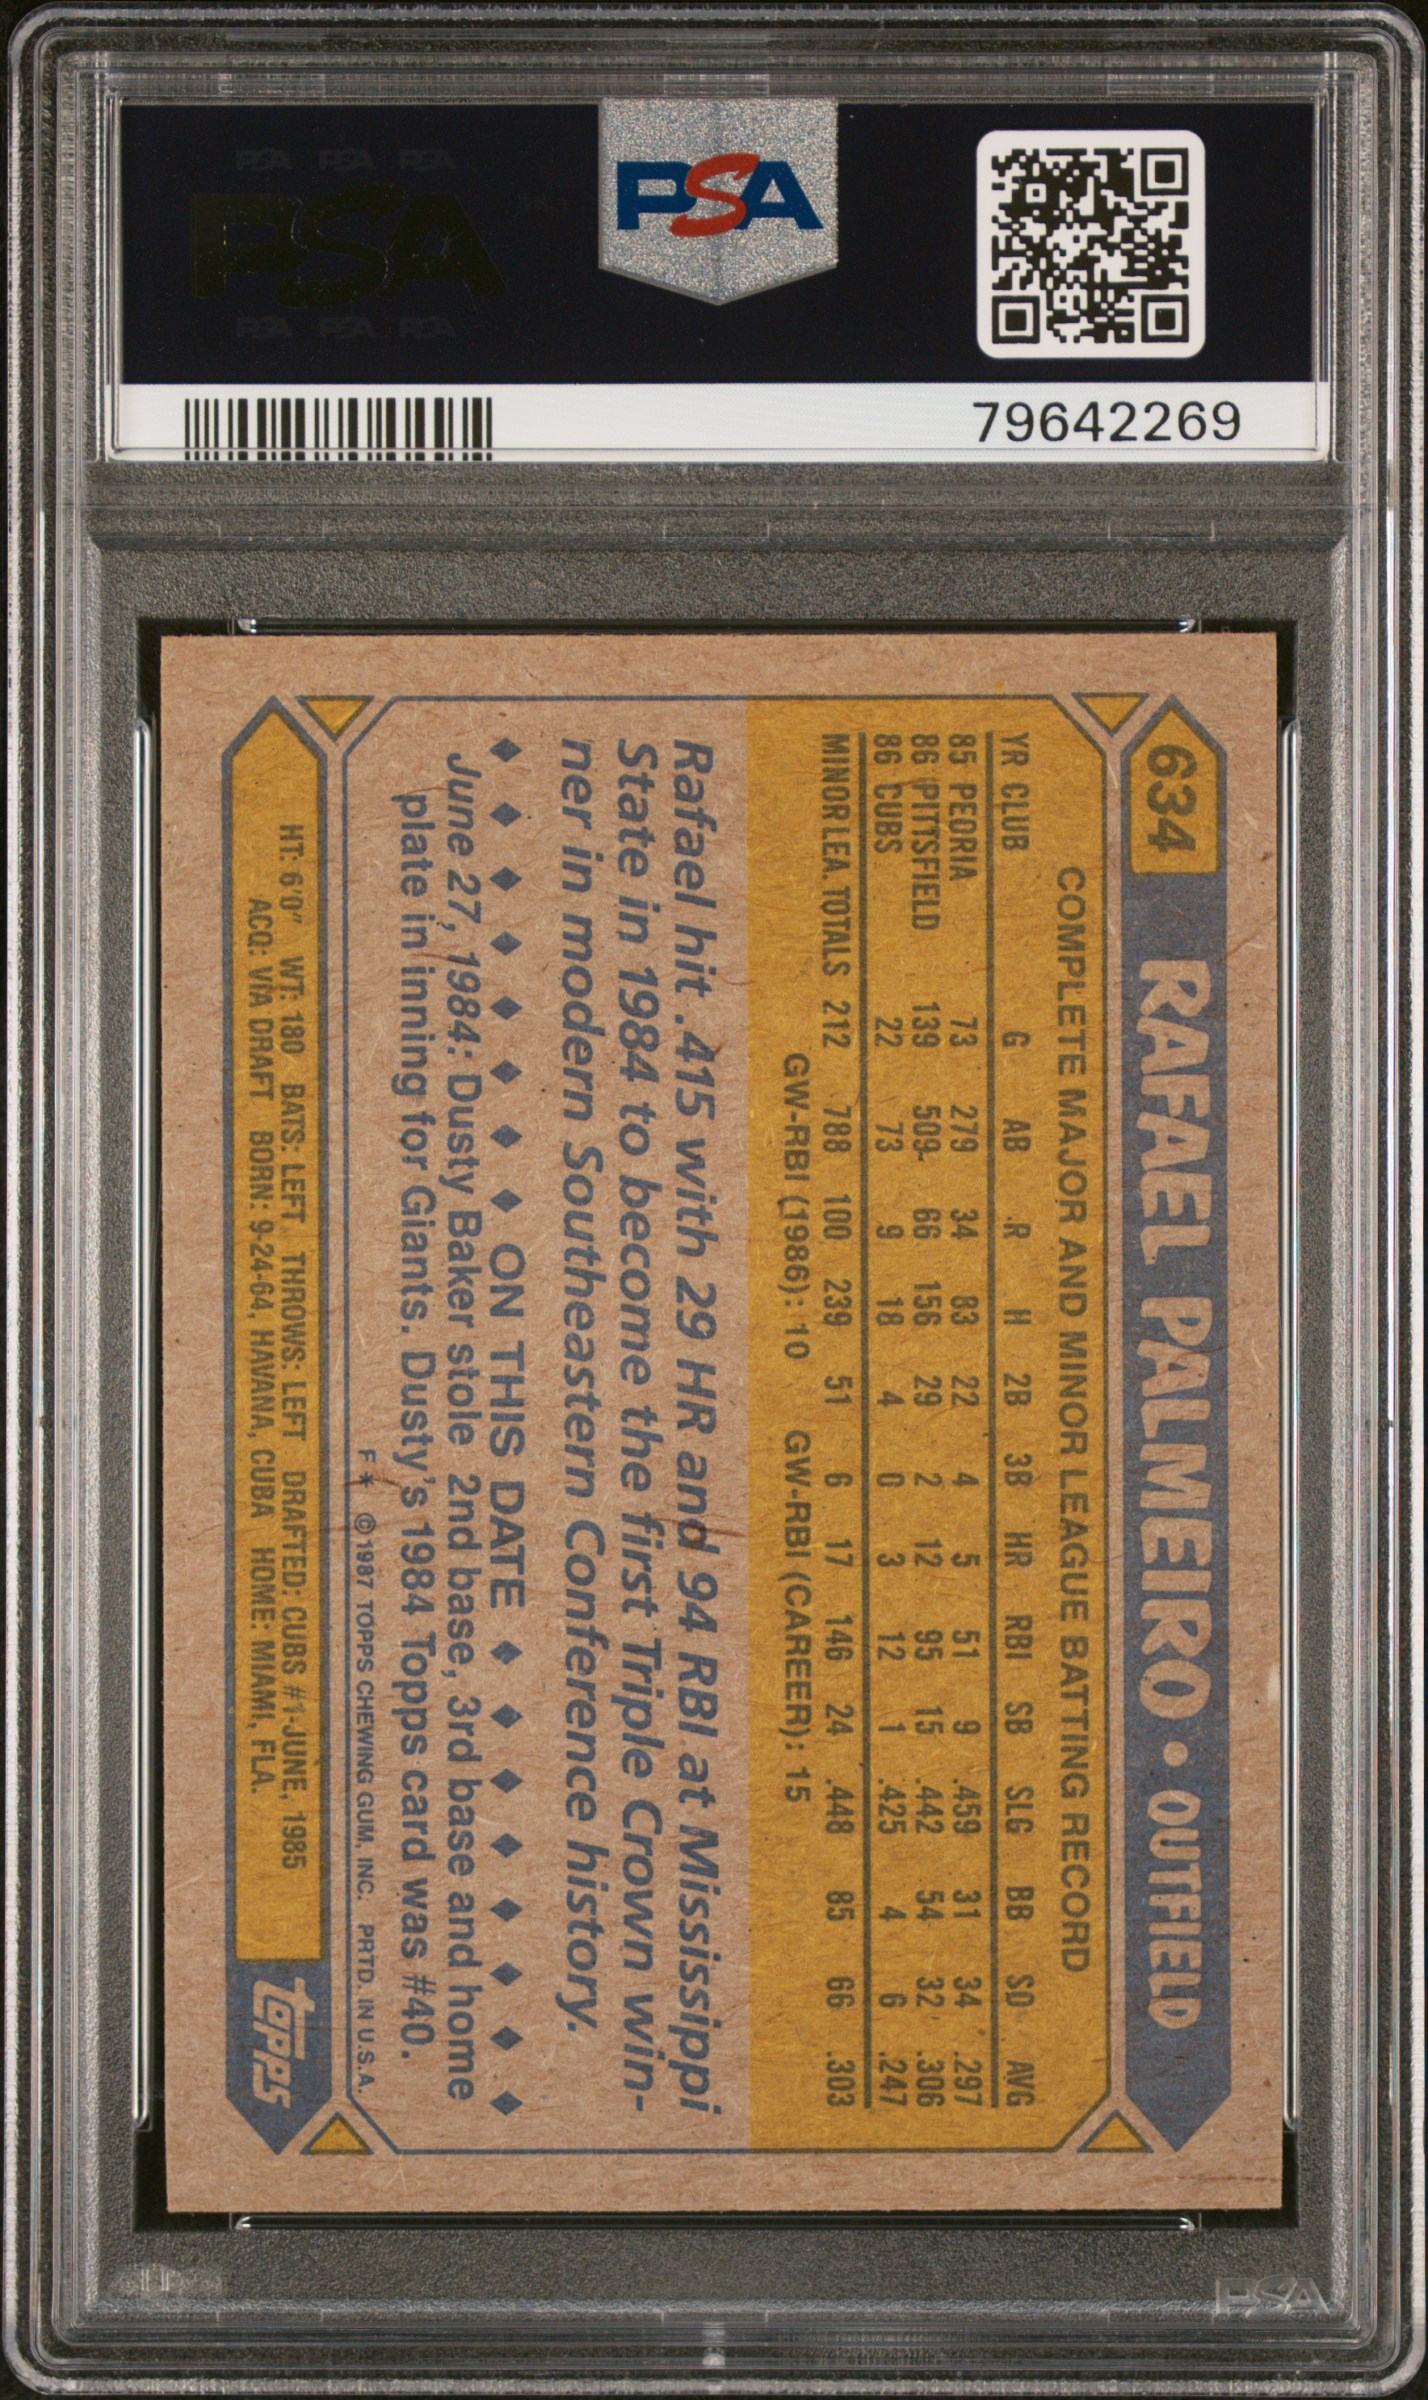 PSA PSA PSA
PSA
PSA PSA PSA
PSA
79642269
634 RAFAEL PALMEIRO • OUTFIELD
COMPLETE MAJOR AND MINOR LEAGUE BATTING RECORD
YR CLUB G AB R H 2B 3B HR RBI SB SLG BB SO AVG
85 PEORIA 73 279 34 83 22 4 5 51 9 .459 31 34 .297
86 PITTSFIELD 139 509 66 156 29 2 12 95 15 .442 54 32 .306
86 CUBS 22 73 9 18 4 0 3 12 1 .425 4 6 .247
MINOR LEA. TOTALS 212 788 100 239 51 6 17 146 24 .448 85 66 .303
GW-RBI (1986): 10 GW-RBI (CAREER): 15
Rafael hit .415 with 29 HR and 94 RBI at Mississippi
State in 1984 to become the first Triple Crown win-
ner in modern Southeastern Conference history.
◆ ◆ ◆ ◆ ◆ ◆ ◆ ◆ ON THIS DATE ◆ ◆ ◆ ◆ ◆ ◆ ◆ ◆
June 27, 1984: Dusty Baker stole 2nd base, 3rd base and home
plate in inning for Giants. Dusty's 1984 Topps card was #40.
F* © 1987 TOPPS CHEWING GUM, INC. PRTD. IN U.S.A.
HT: 6'0" WT: 180 BATS: LEFT THROWS: LEFT DRAFTED: CUBS #1-JUNE, 1985
ACQ: VIA DRAFT BORN: 9-24-64, HAVANA, CUBA HOME: MIAMI, FLA.
topps
PSA